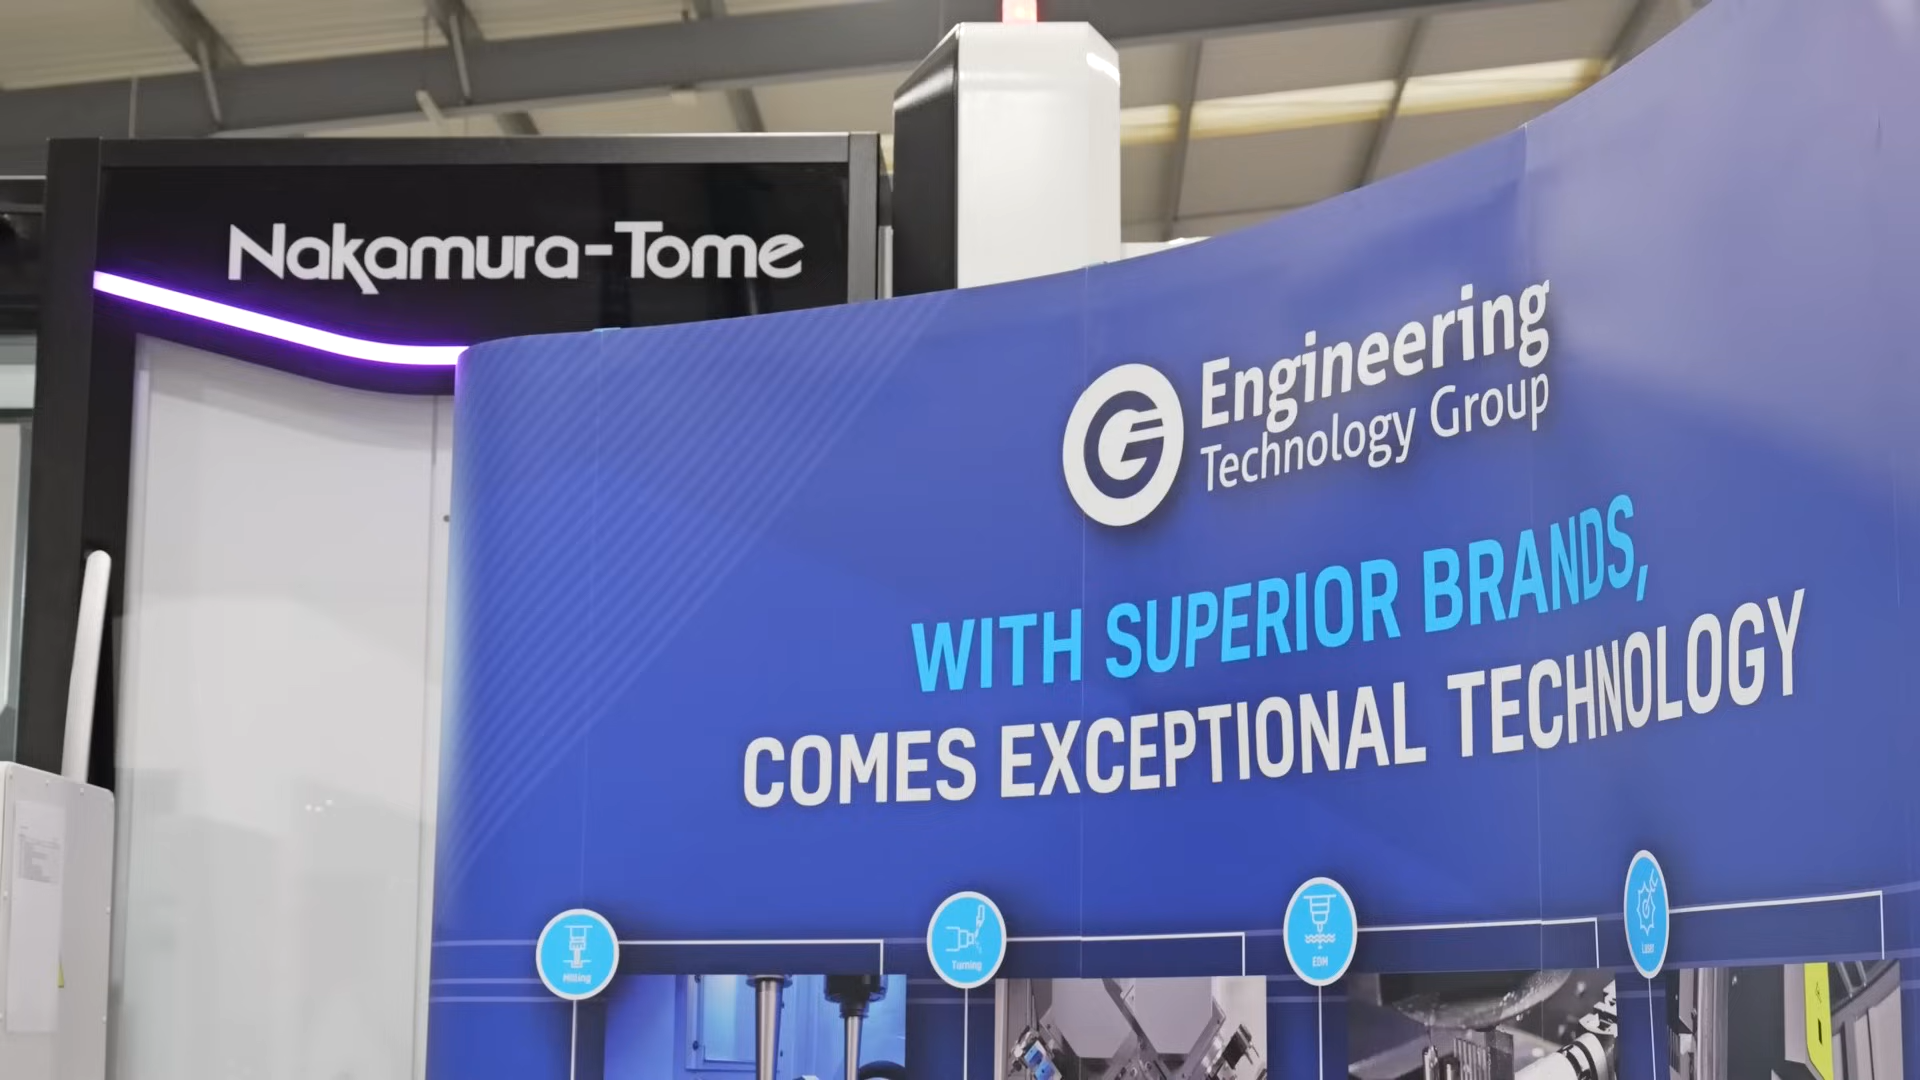 Nakamura-Tome
Engineering
Technology Group
WITH SUPERIOR BRANDS,
COMES EXCEPTIONAL TECHNOLOGY
Milling
Turning
EDM
Laser